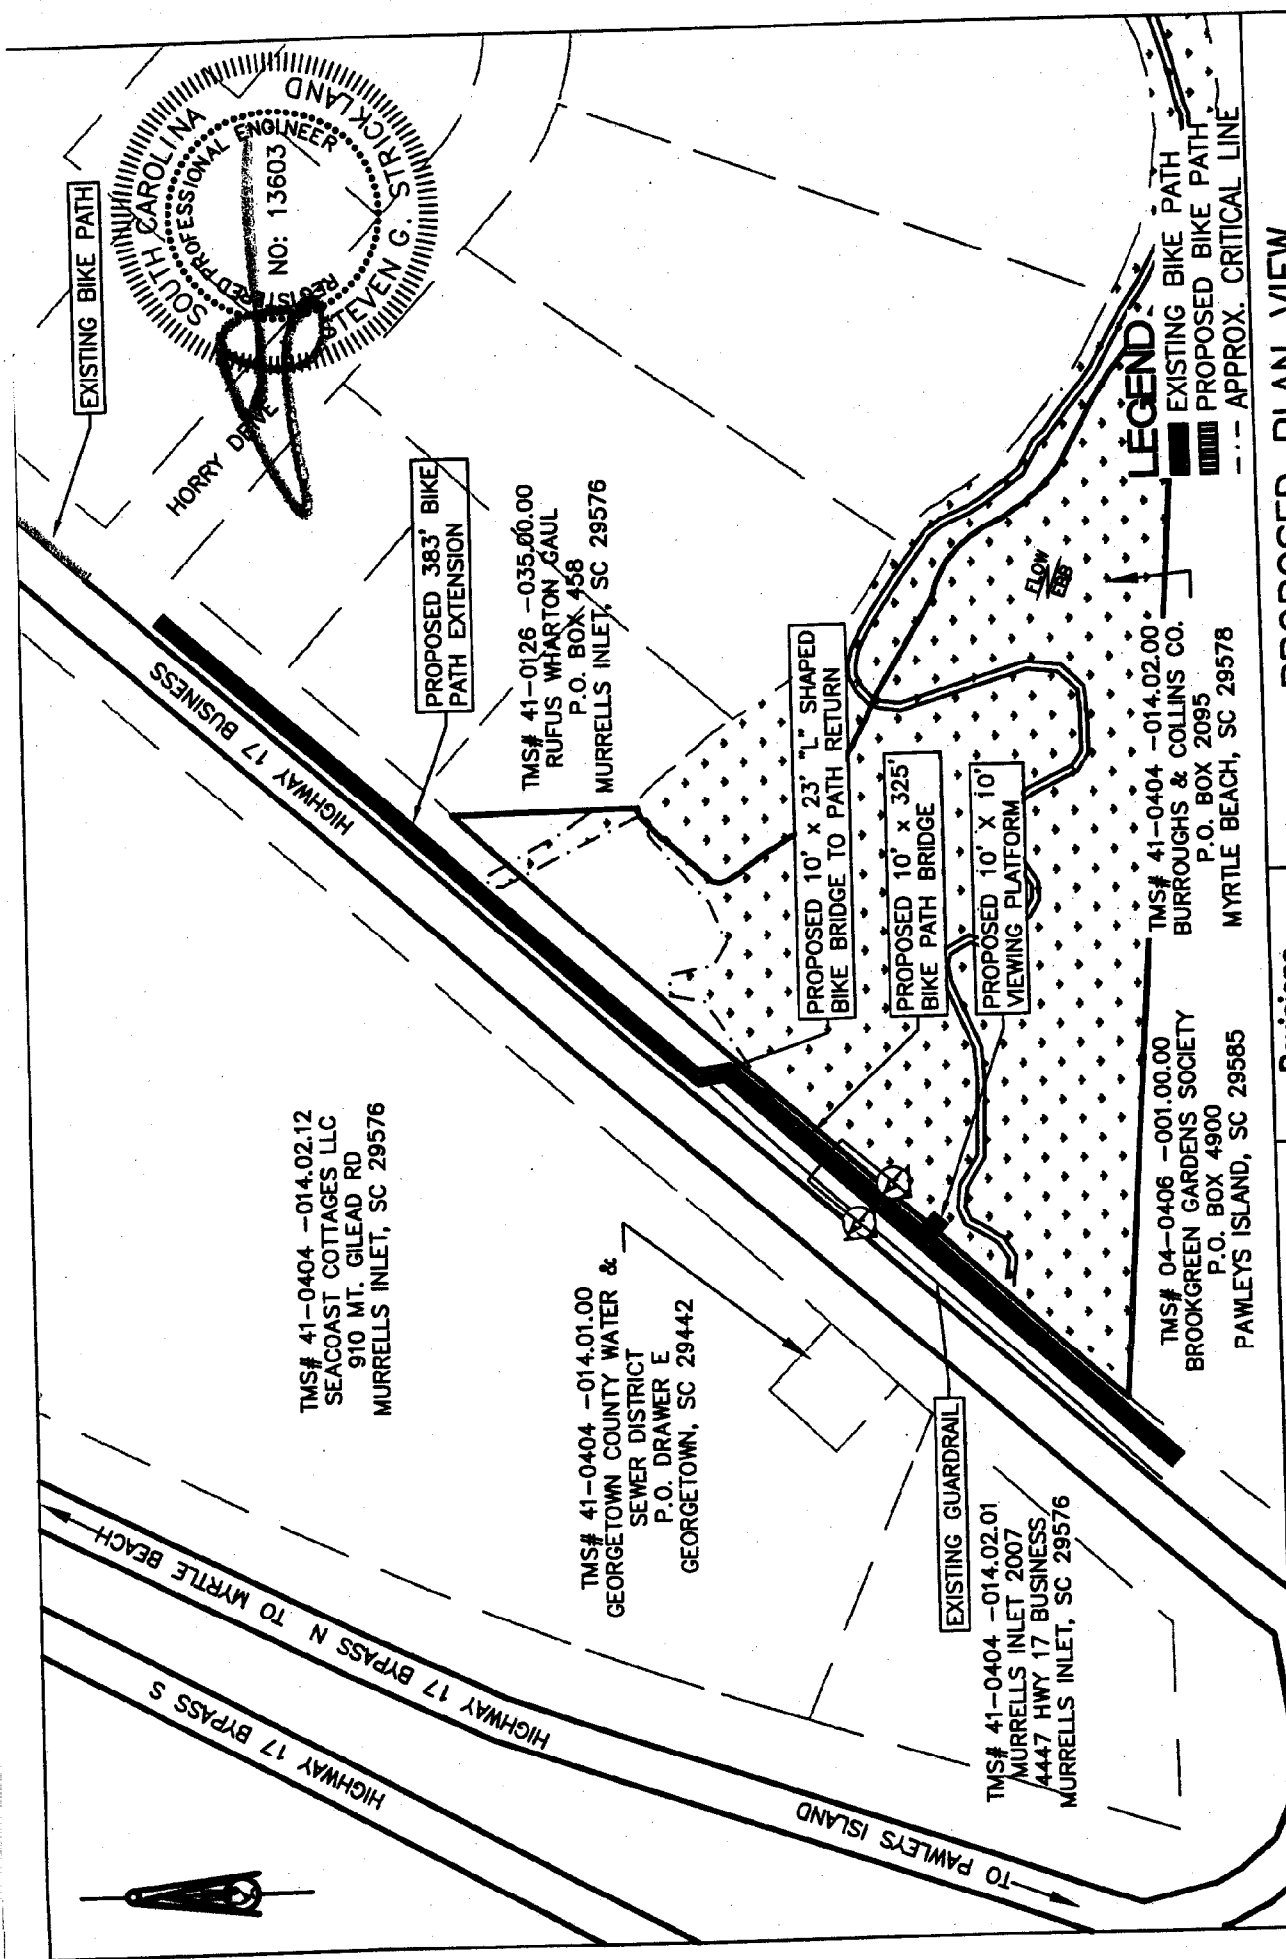 EXISTING BIKE PATH
SOUTH CAROLINA
REGISTERED PROFESSIONAL ENGINEER
NO: 13603
STEVEN G. STRICKLAND
HORRY DRIVE
HIGHWAY 17 BUSINESS
PROPOSED 383' BIKE
PATH EXTENSION
TMS# 41-0126 -035.00.00
RUFUS WHARTON GAUL
P.O. BOX 458
MURRELLS INLET, SC 29576
HIGHWAY 17 BYPASS S
HIGHWAY 17 BYPASS N TO MYRTLE BEACH
TO PAWLEYS ISLAND
TMS# 41-0404 -014.02.12
SEACOAST COTTAGES LLC
910 MT. GILEAD RD
MURRELLS INLET, SC 29576
TMS# 41-0404 -014.01.00
GEORGETOWN COUNTY WATER &
SEWER DISTRICT
P.O. DRAWER E
GEORGETOWN, SC 29442
PROPOSED 10' x 23' "L" SHAPED
BIKE BRIDGE TO PATH RETURN
PROPOSED 10' x 325'
BIKE PATH BRIDGE
PROPOSED 10' X 10'
VIEWING PLATFORM
FLOW
EBB
EXISTING GUARDRAIL
TMS# 41-0404 -014.02.01
MURRELLS INLET 2007
4447 HWY 17 BUSINESS
MURRELLS INLET, SC 29576
TMS# 04-0406 -001.00.00
BROOKGREEN GARDENS SOCIETY
P.O. BOX 4900
PAWLEYS ISLAND, SC 29585
TMS# 41-0404 -014.02.00
BURROUGHS & COLLINS CO.
P.O. BOX 2095
MYRTLE BEACH, SC 29578
LEGEND
EXISTING BIKE PATH
PROPOSED BIKE PATH
APPROX. CRITICAL LINE
PROPOSED PLAN VIEW
Revisions